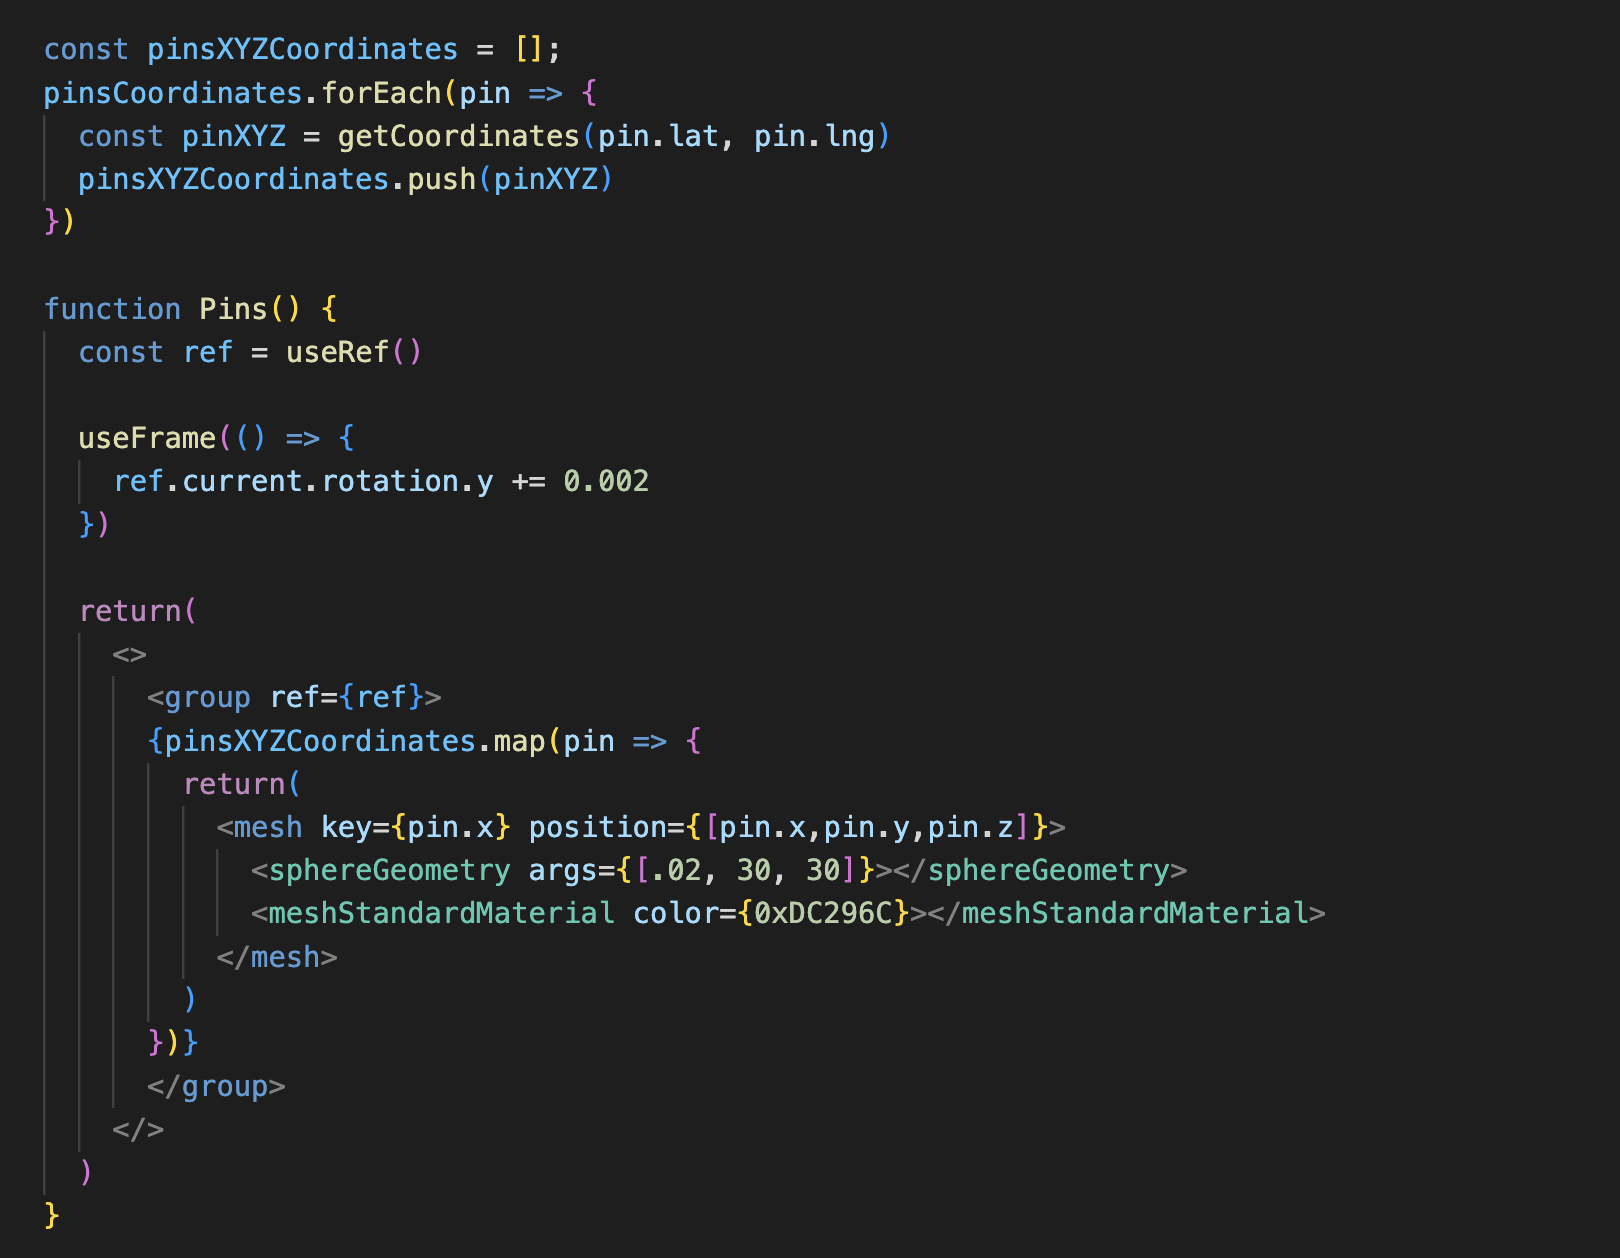 const pinsXYZCoordinates = [];
pinsCoordinates.forEach(pin => {
  const pinXYZ = getCoordinates(pin.lat, pin.lng)
  pinsXYZCoordinates.push(pinXYZ)
})

function Pins() {
  const ref = useRef()

  useFrame(() => {
    ref.current.rotation.y += 0.002
  })

  return(
    <>
      <group ref={ref}>
      {pinsXYZCoordinates.map(pin => {
        return(
          <mesh key={pin.x} position={[pin.x,pin.y,pin.z]}>
            <sphereGeometry args={[.02, 30, 30]}></sphereGeometry>
            <meshStandardMaterial color={0xDC296C}></meshStandardMaterial>
          </mesh>
        )
      })}
      </group>
    </>
  )
}